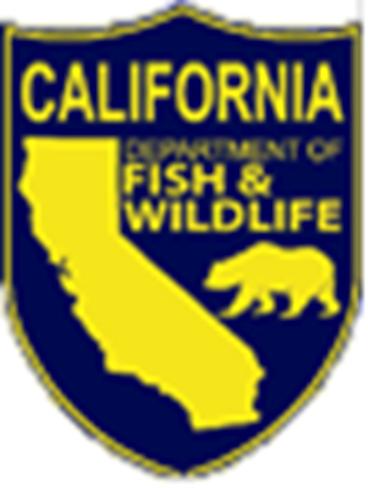 CALIFORNIA
DEPARTMENT OF
FISH &
WILDLIFE